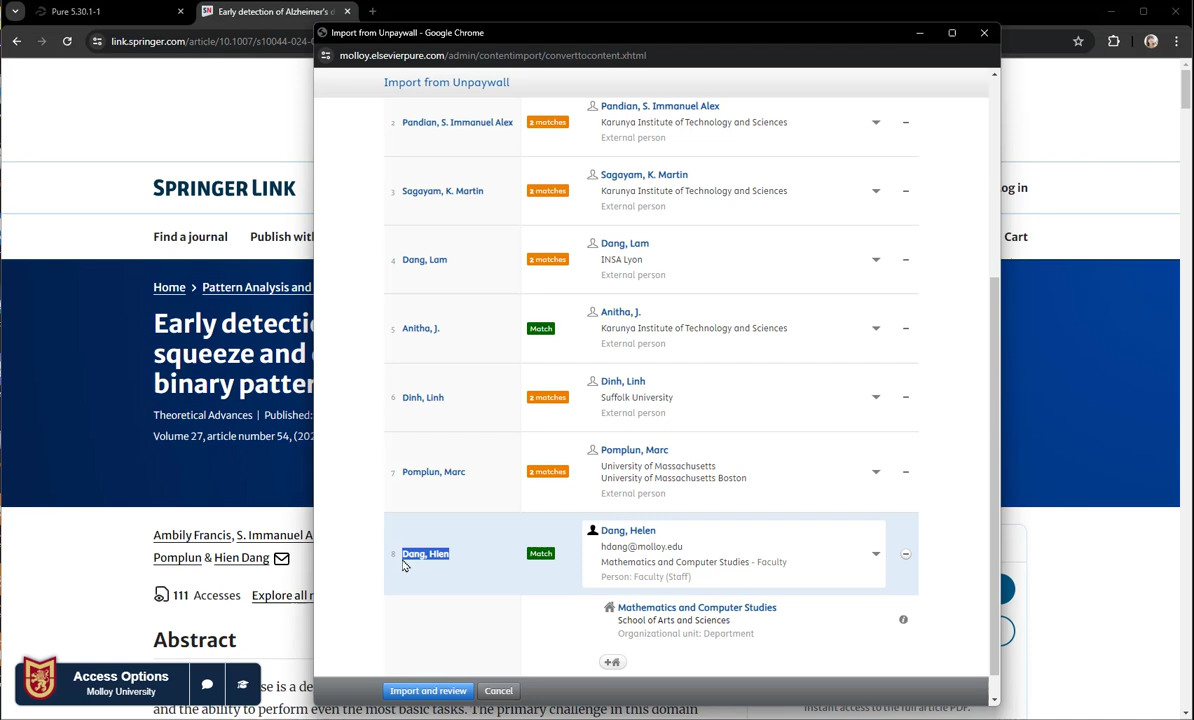 Pure 5.30.1-1
Early detection of Alzheimer's d
link.springer.com/article/10.1007/s10044-024-0
Import from Unpaywall - Google Chrome
molloy.elsevierpure.com/admin/contentimport/converttocontent.xhtml
Import from Unpaywall
SPRINGER LINK
og in
Find a journal
Publish wit
Cart
Home > Pattern Analysis and
Early detecti
squeeze and
binary patter
Theoretical Advances | Published:
Volume 27, article number 54, (202
Ambily Francis, S. Immanuel A
Pomplun & Hien Dang
111 Accesses
Explore all
Abstract
se is a de
and the ability to perform even the most basic tasks. The primary challenge in this domain
instant access to the full article PDF.
Access Options
Molloy University
2 Pandian, S. Immanuel Alex
2 matches
Pandian, S. Immanuel Alex
Karunya Institute of Technology and Sciences
External person
3 Sagayam, K. Martin
2 matches
Sagayam, K. Martin
Karunya Institute of Technology and Sciences
External person
4 Dang, Lam
2 matches
Dang, Lam
INSA Lyon
External person
5 Anitha, J.
Match
Anitha, J.
Karunya Institute of Technology and Sciences
External person
6 Dinh, Linh
2 matches
Dinh, Linh
Suffolk University
External person
7 Pomplun, Marc
2 matches
Pomplun, Marc
University of Massachusetts
University of Massachusetts Boston
External person
8 Dang, Hien
Match
Dang, Helen
hdang@molloy.edu
Mathematics and Computer Studies - Faculty
Person: Faculty (Staff)
Mathematics and Computer Studies
School of Arts and Sciences
Organizational unit: Department
Import and review
Cancel